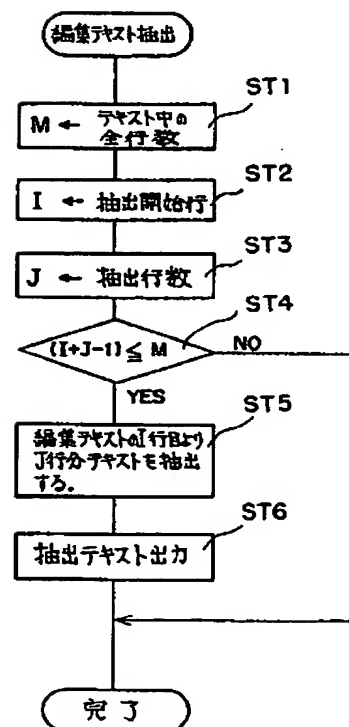 編集テキスト抽出
ST1
M ← テキスト中の
全行数
ST2
I ← 抽出開始行
ST3
J ← 抽出行数
ST4
(I+J-1)≦ M
NO
YES
ST5
編集テキストのI行目より
J行分テキストを抽出
する。
ST6
抽出テキスト出力
完了